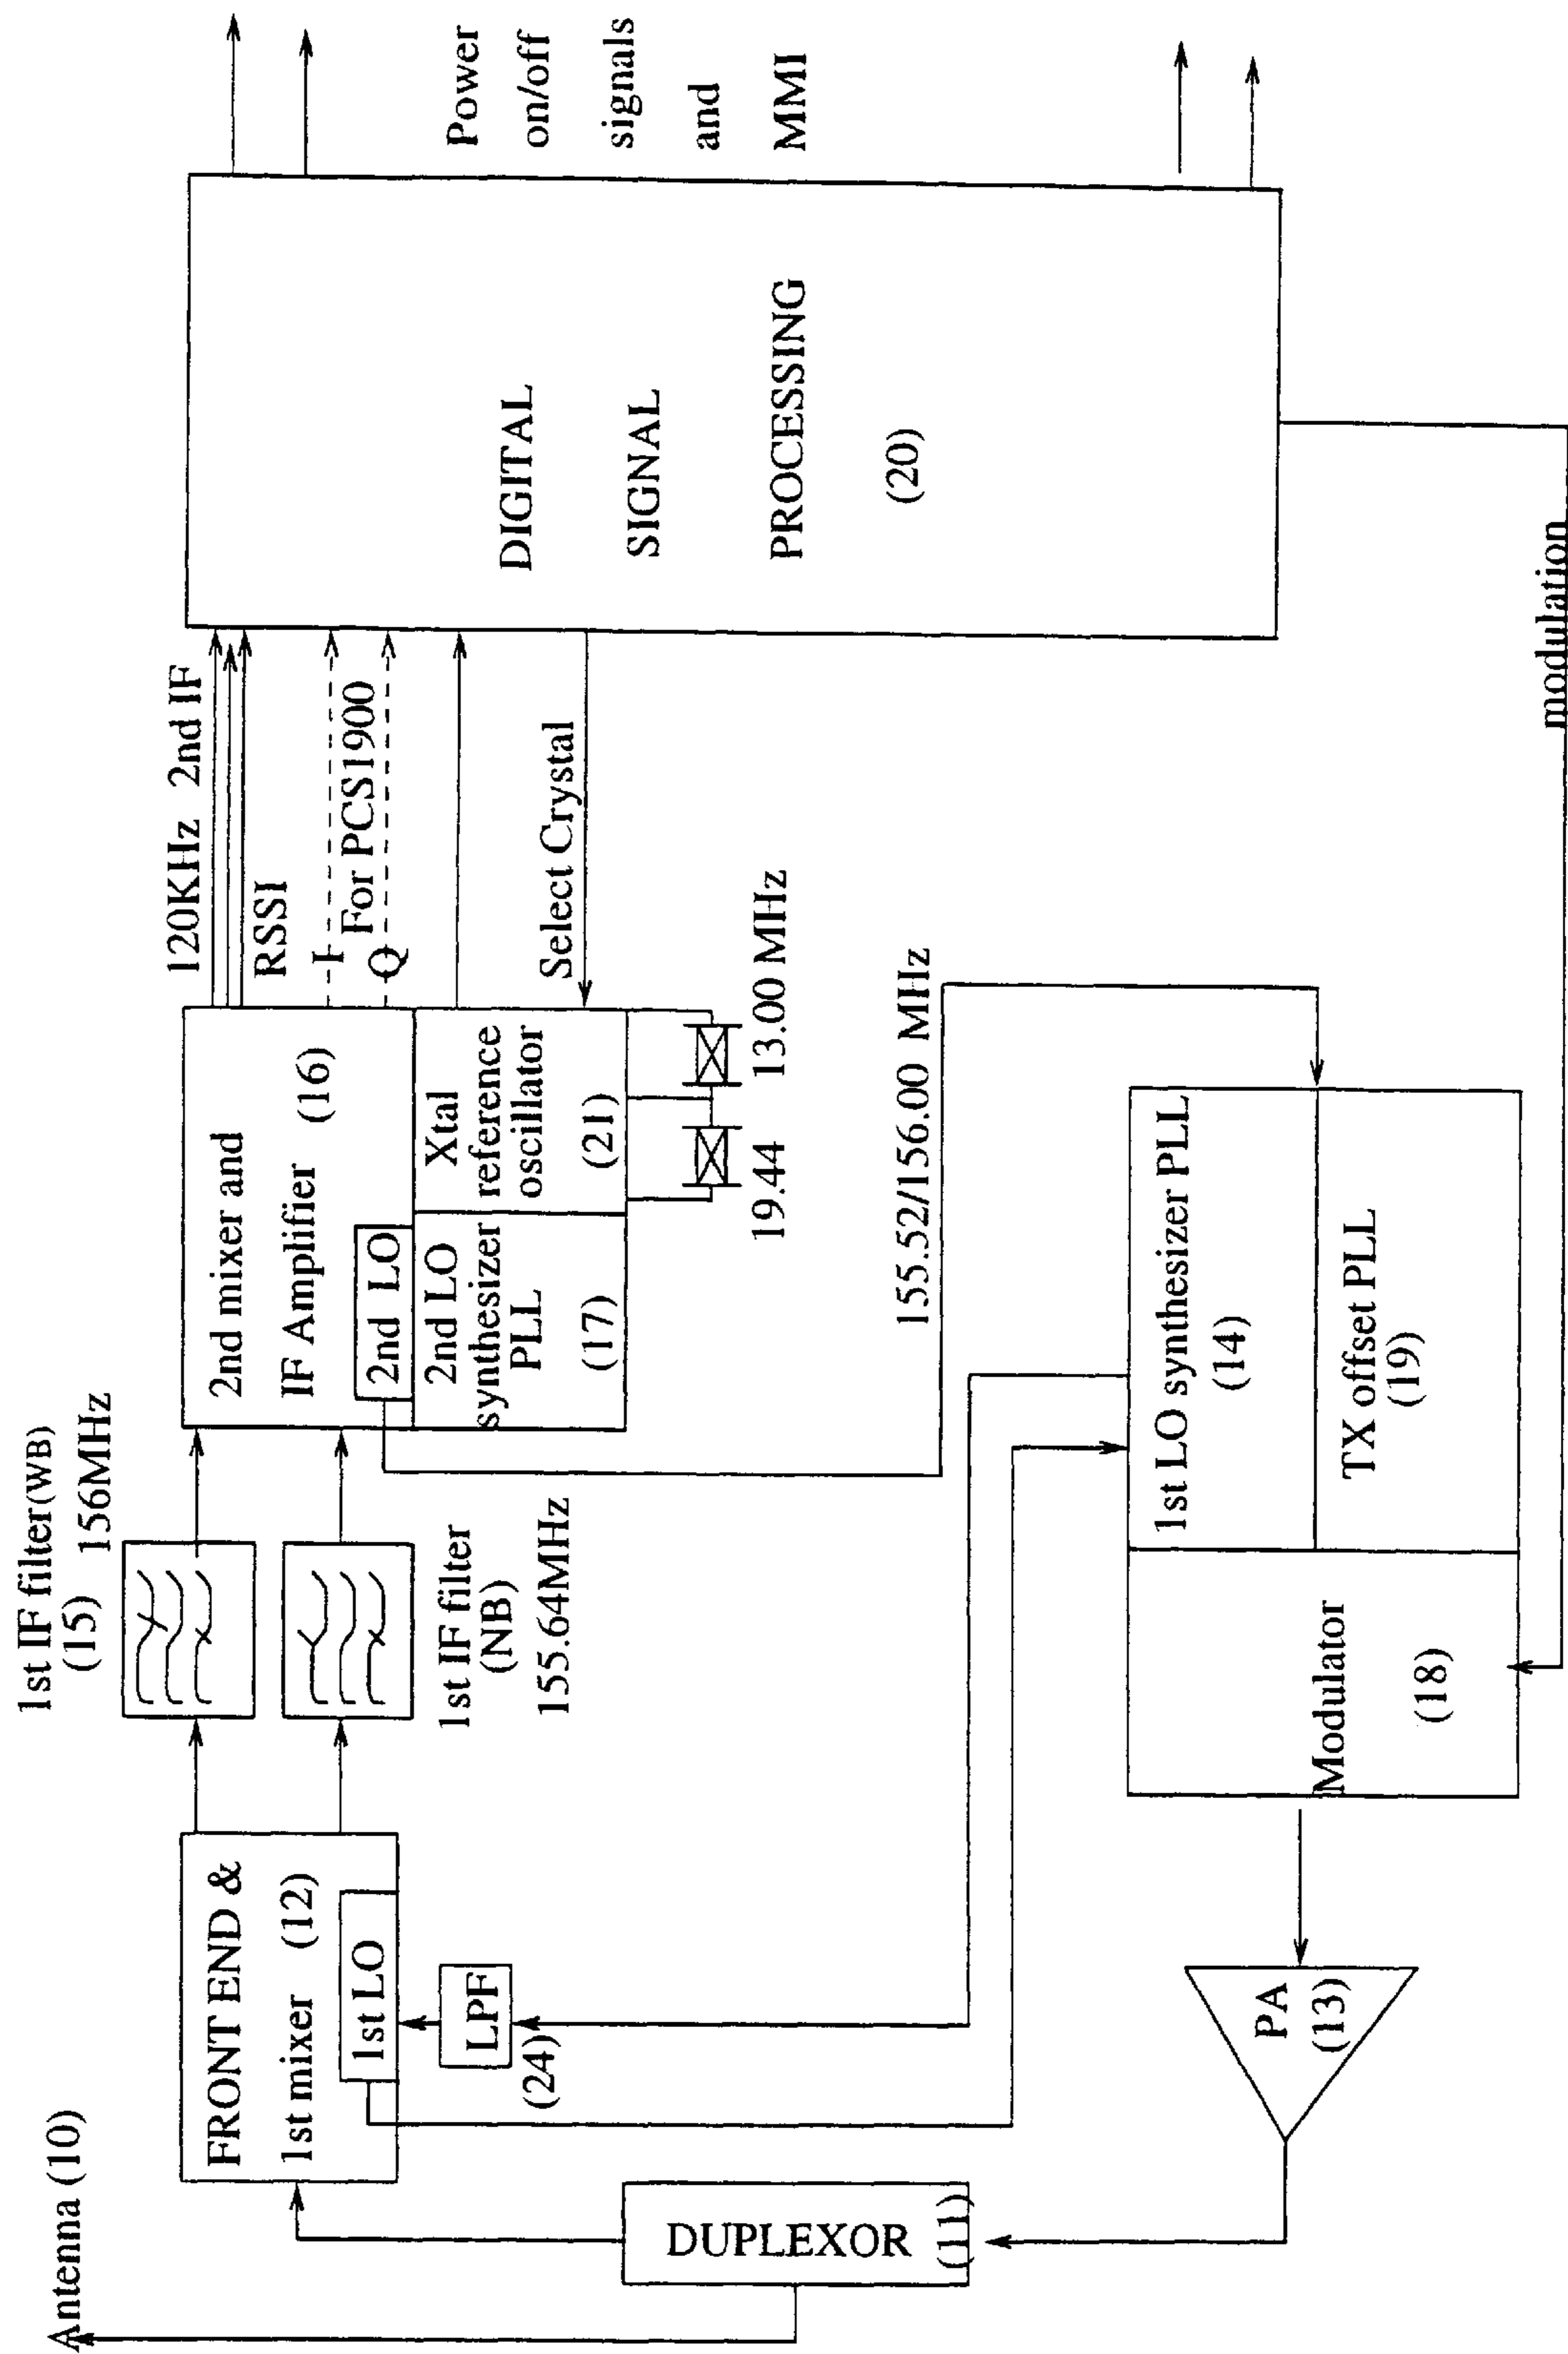 Antenna (10)
1st IF filter(WB)
(15)   156MHz
FRONT END &
1st mixer   (12)
1st LO
LPF
(24)
1st IF filter
(NB)
155.64MHz
2nd mixer and
IF Amplifier   (16)
2nd LO
2nd LO
synthesizer
PLL
(17)
Xtal
reference
oscillator
(21)
19.44
13.00 MHz
120KHz  2nd IF
RSSI
I
For PCS1900
Q
Select Crystal
DIGITAL
SIGNAL
PROCESSING
(20)
Power
on/off
signals
and
MMI
DUPLEXOR
(11)
155.52/156.00 MHz
1st LO synthesizer PLL
(14)
TX offset PLL
(19)
Modulator
(18)
PA
(13)
modulation